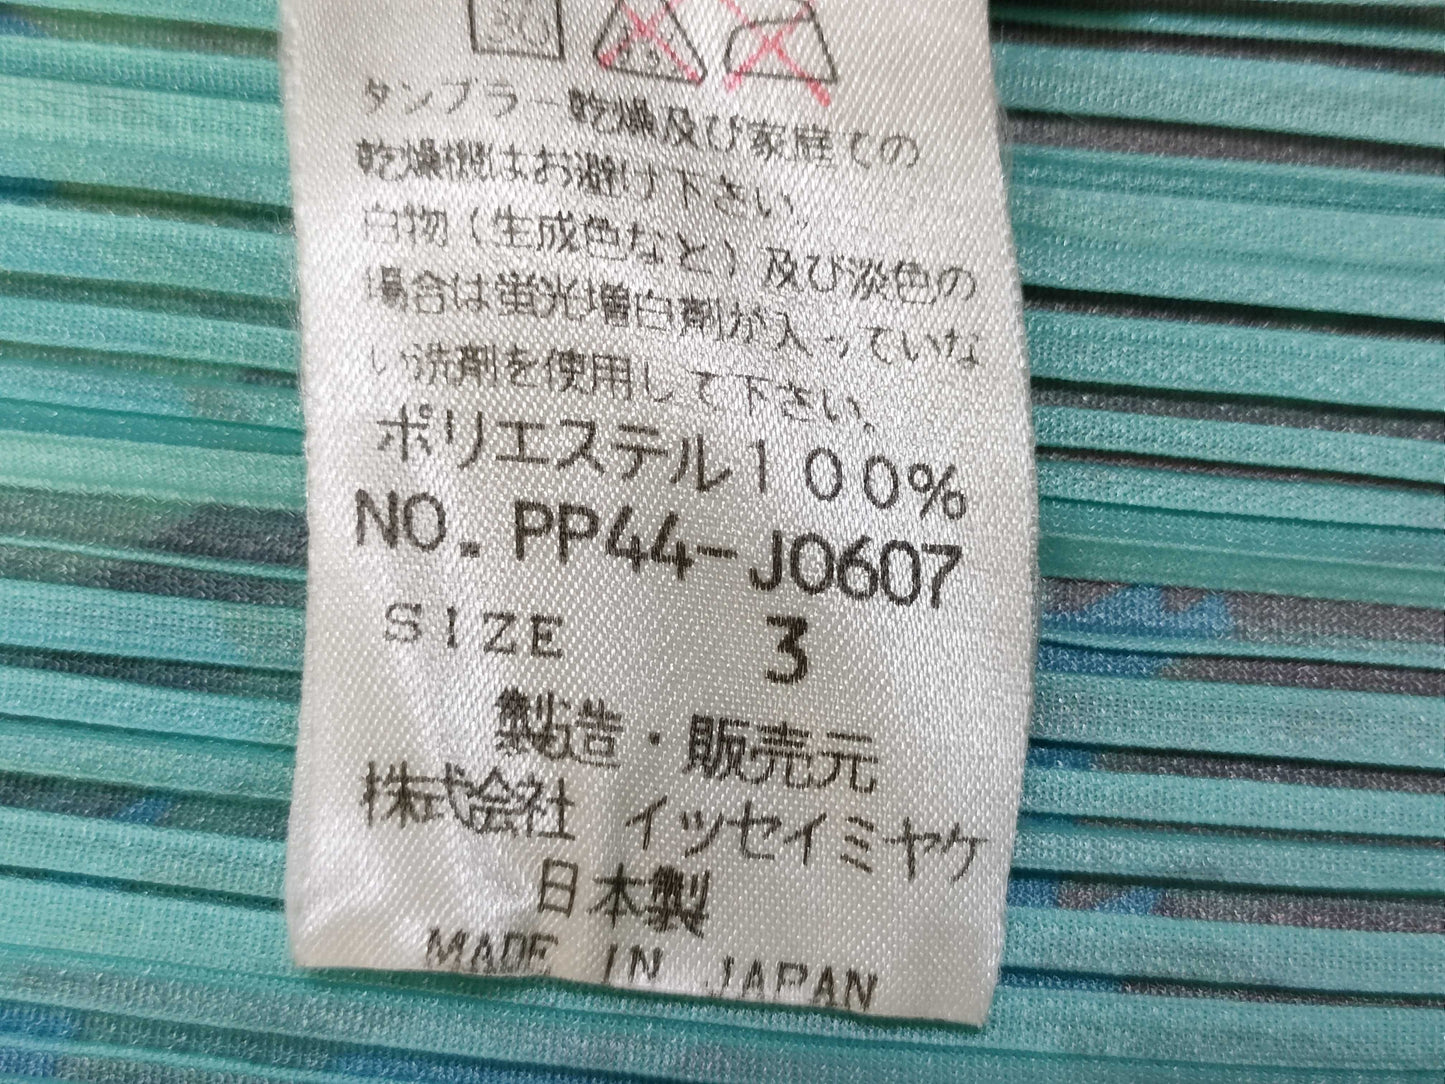 タンブラー乾燥及び家庭での
乾燥機はお避け下さい。
白物（生成色など）及び淡色の
場合は蛍光増白剤が入っていな
い洗剤を使用して下さい。
ポリエステル100%
NO. PP44-J0607
SIZE 3
製造・販売元
株式会社 イッセイミヤケ
日本製
MADE IN JAPAN